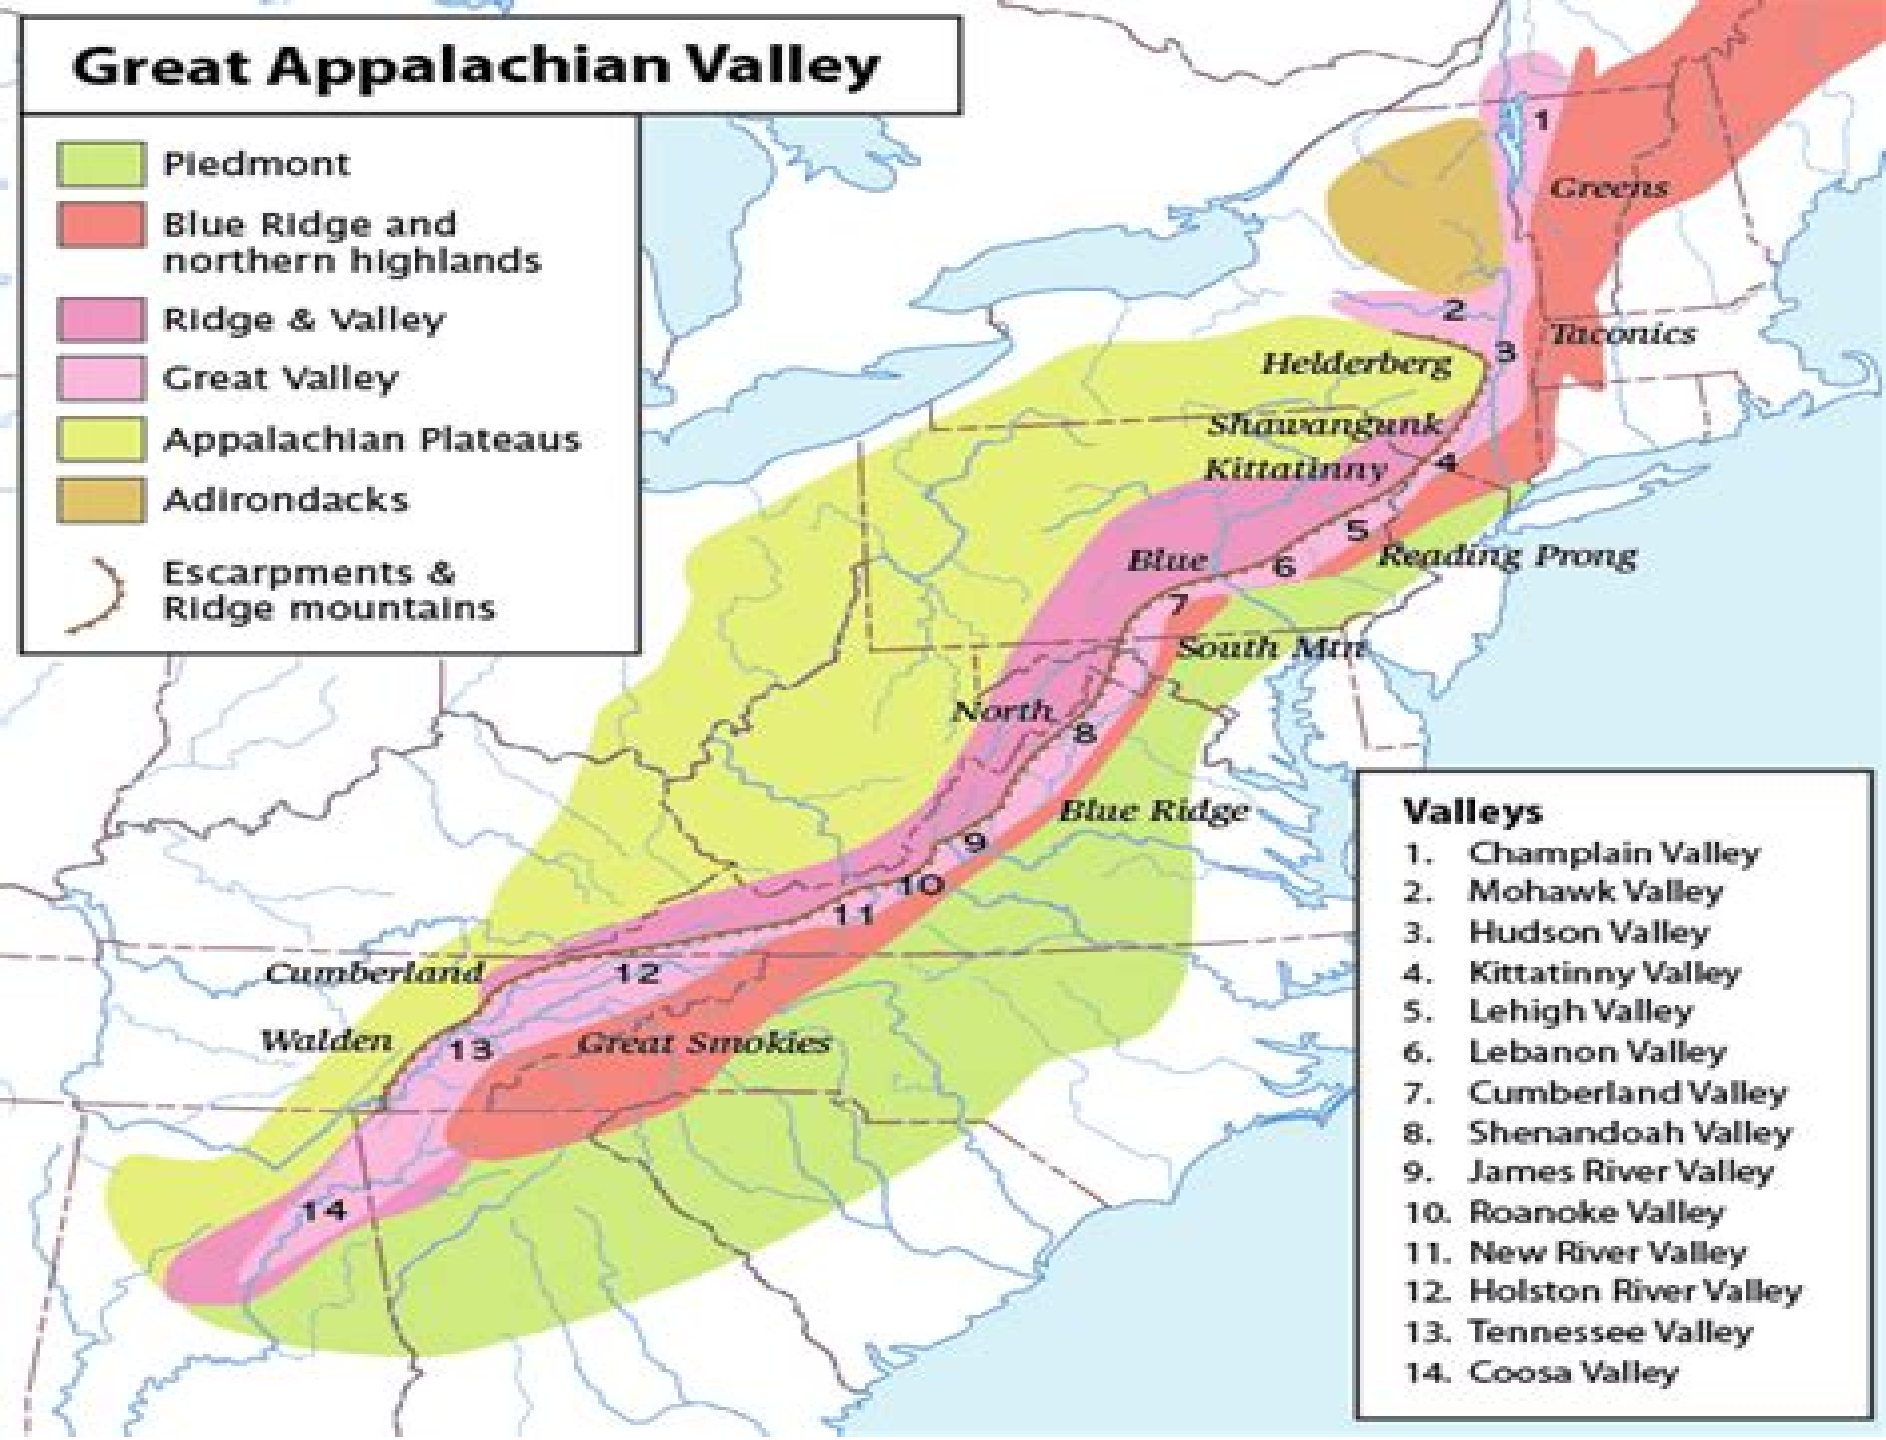 Great Appalachian Valley
Piedmont
Blue Ridge and
northern highlands
Ridge & Valley
Great Valley
Appalachian Plateaus
Adirondacks
Escarpments &
Ridge mountains
1
Greens
2
Taconics
3
Helderberg
Shawangunk
Kittatinny
4
5
Blue
6
Reading Prong
7
South Mtn
North
8
Blue Ridge
9
10
11
Cumberland
12
Walden
13
Great Smokies
14
Valleys
1. Champlain Valley
2. Mohawk Valley
3. Hudson Valley
4. Kittatinny Valley
5. Lehigh Valley
6. Lebanon Valley
7. Cumberland Valley
8. Shenandoah Valley
9. James River Valley
10. Roanoke Valley
11. New River Valley
12. Holston River Valley
13. Tennessee Valley
14. Coosa Valley